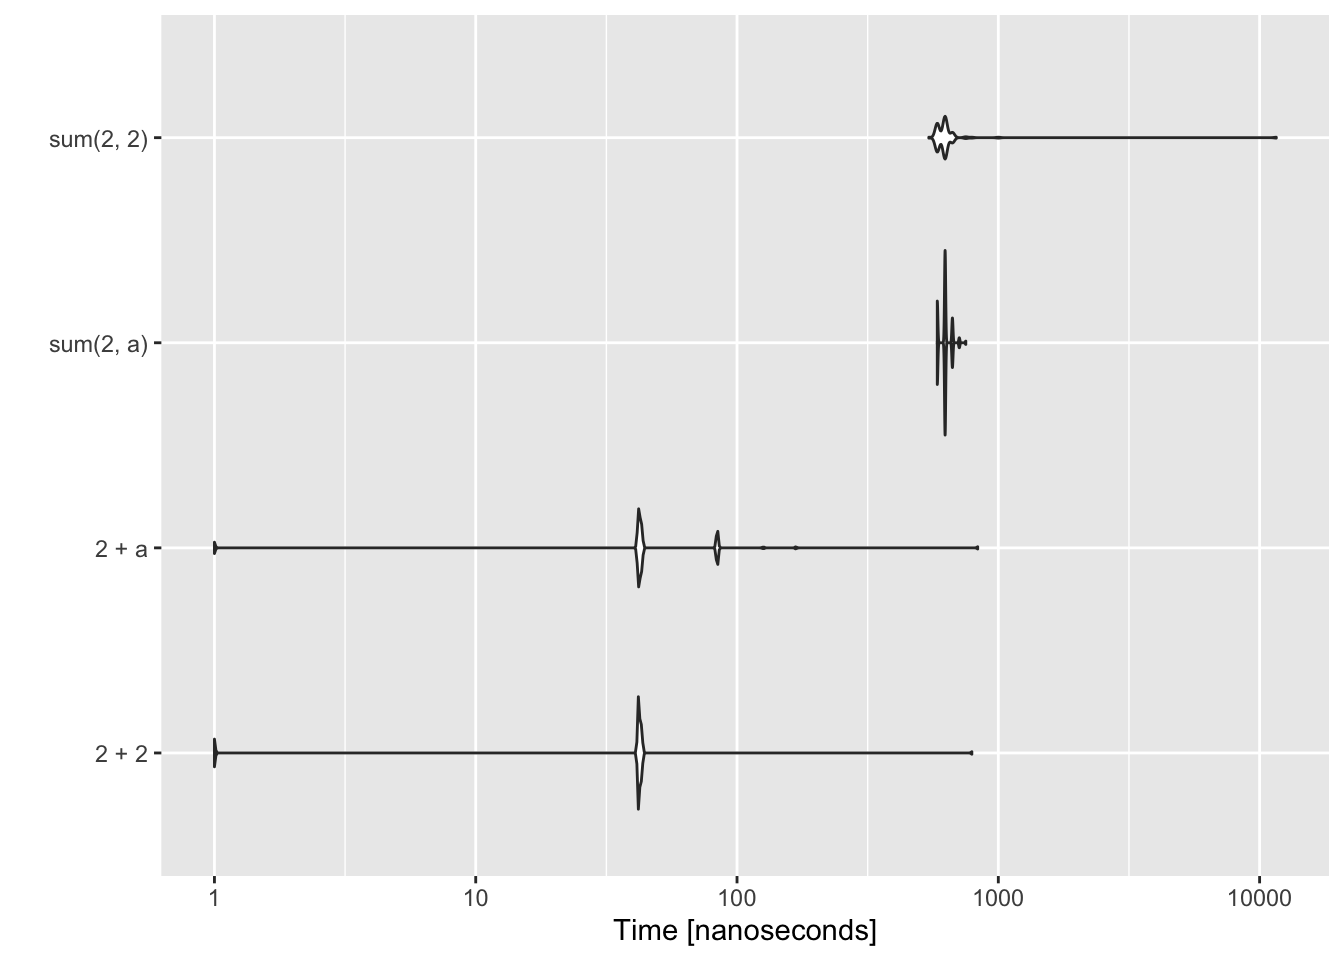 sum(2, 2)
sum(2, a)
2 + a
2 + 2
1 10 100 1000 10000
Time [nanoseconds]